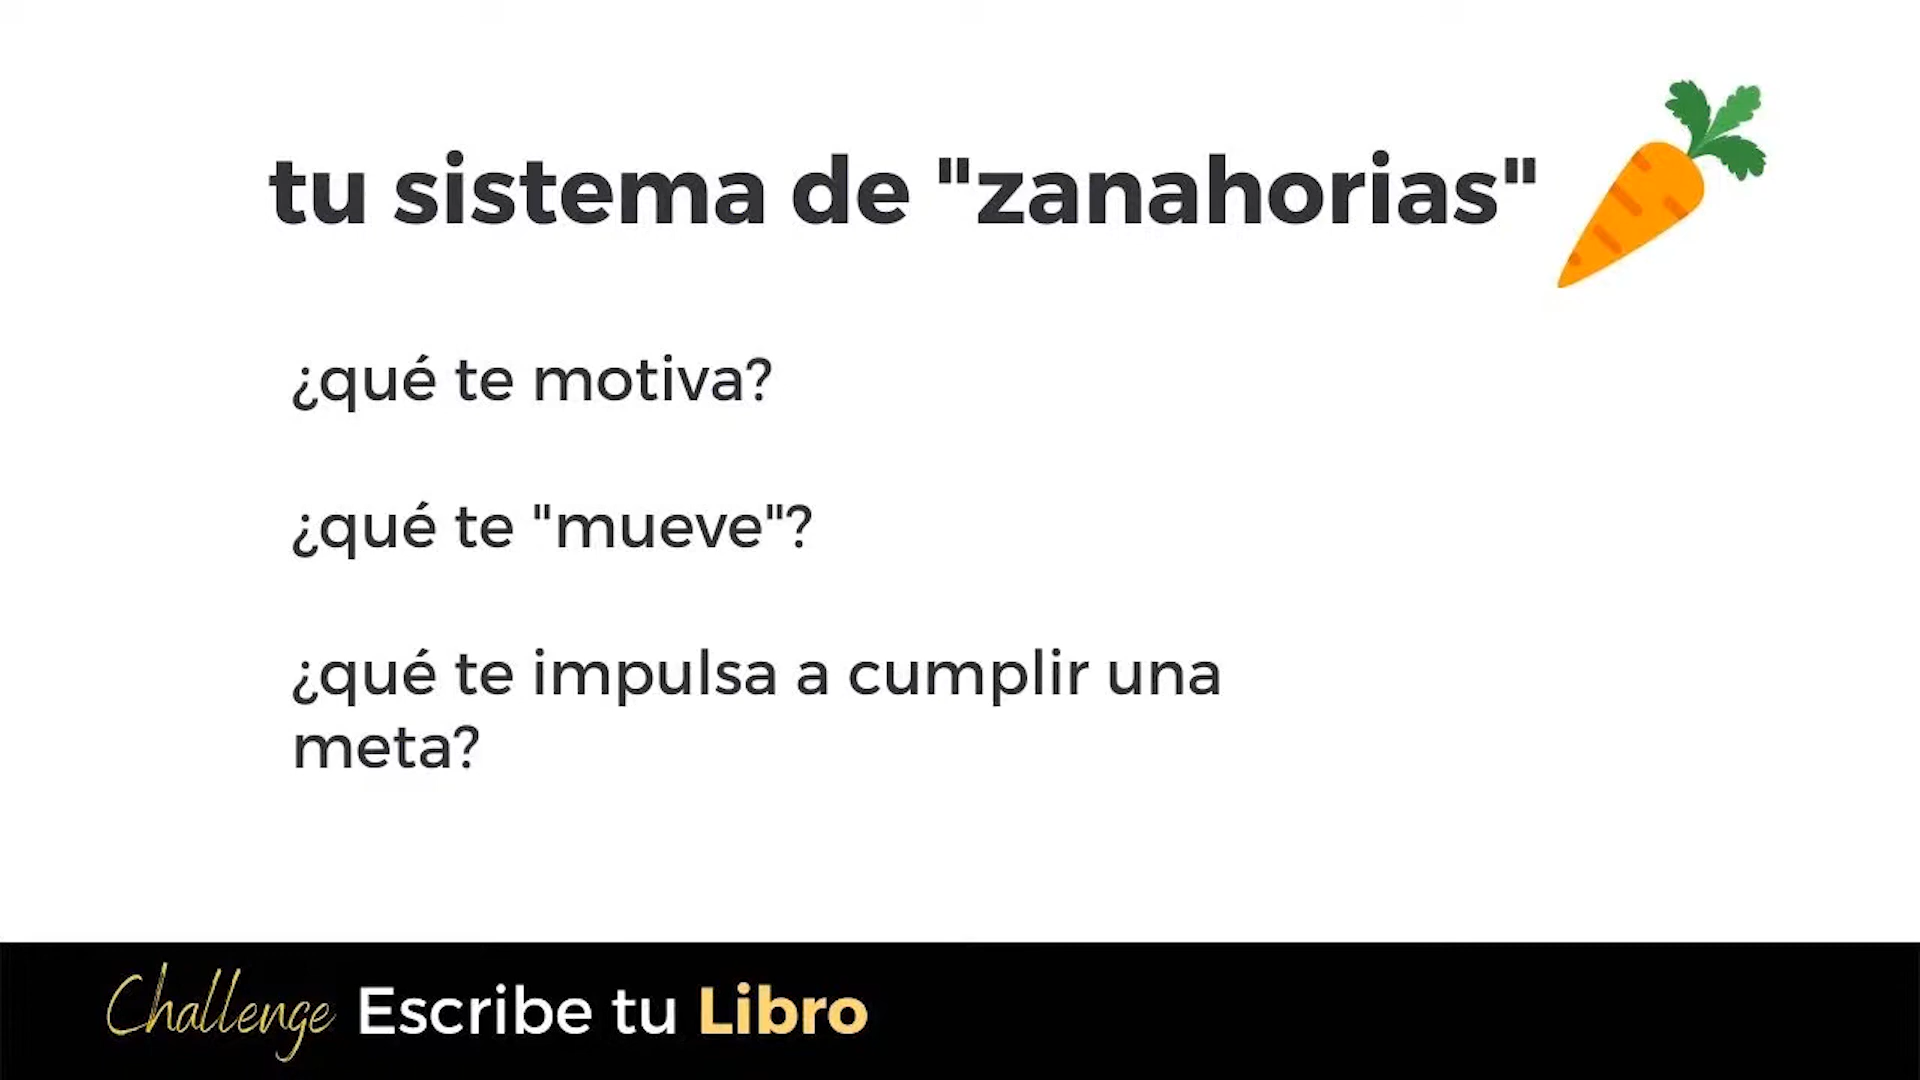 tu sistema de "zanahorias"
¿qué te motiva?
¿qué te "mueve"?
¿qué te impulsa a cumplir una
meta?
Challenge Escribe tu Libro